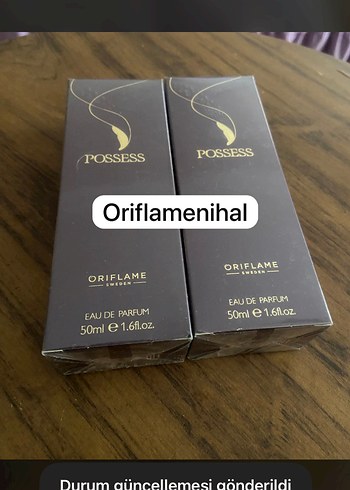 POSSESS
POSSESS
Oriflamenihal
ORIFLAME
SWEDEN
ORIFLAME
SWEDEN
EAU DE PARFUM
50ml ℮ 1.6fl.oz.
EAU DE PARFUM
50ml ℮ 1.6fl.oz.
Durum güncellemesi gönderildi